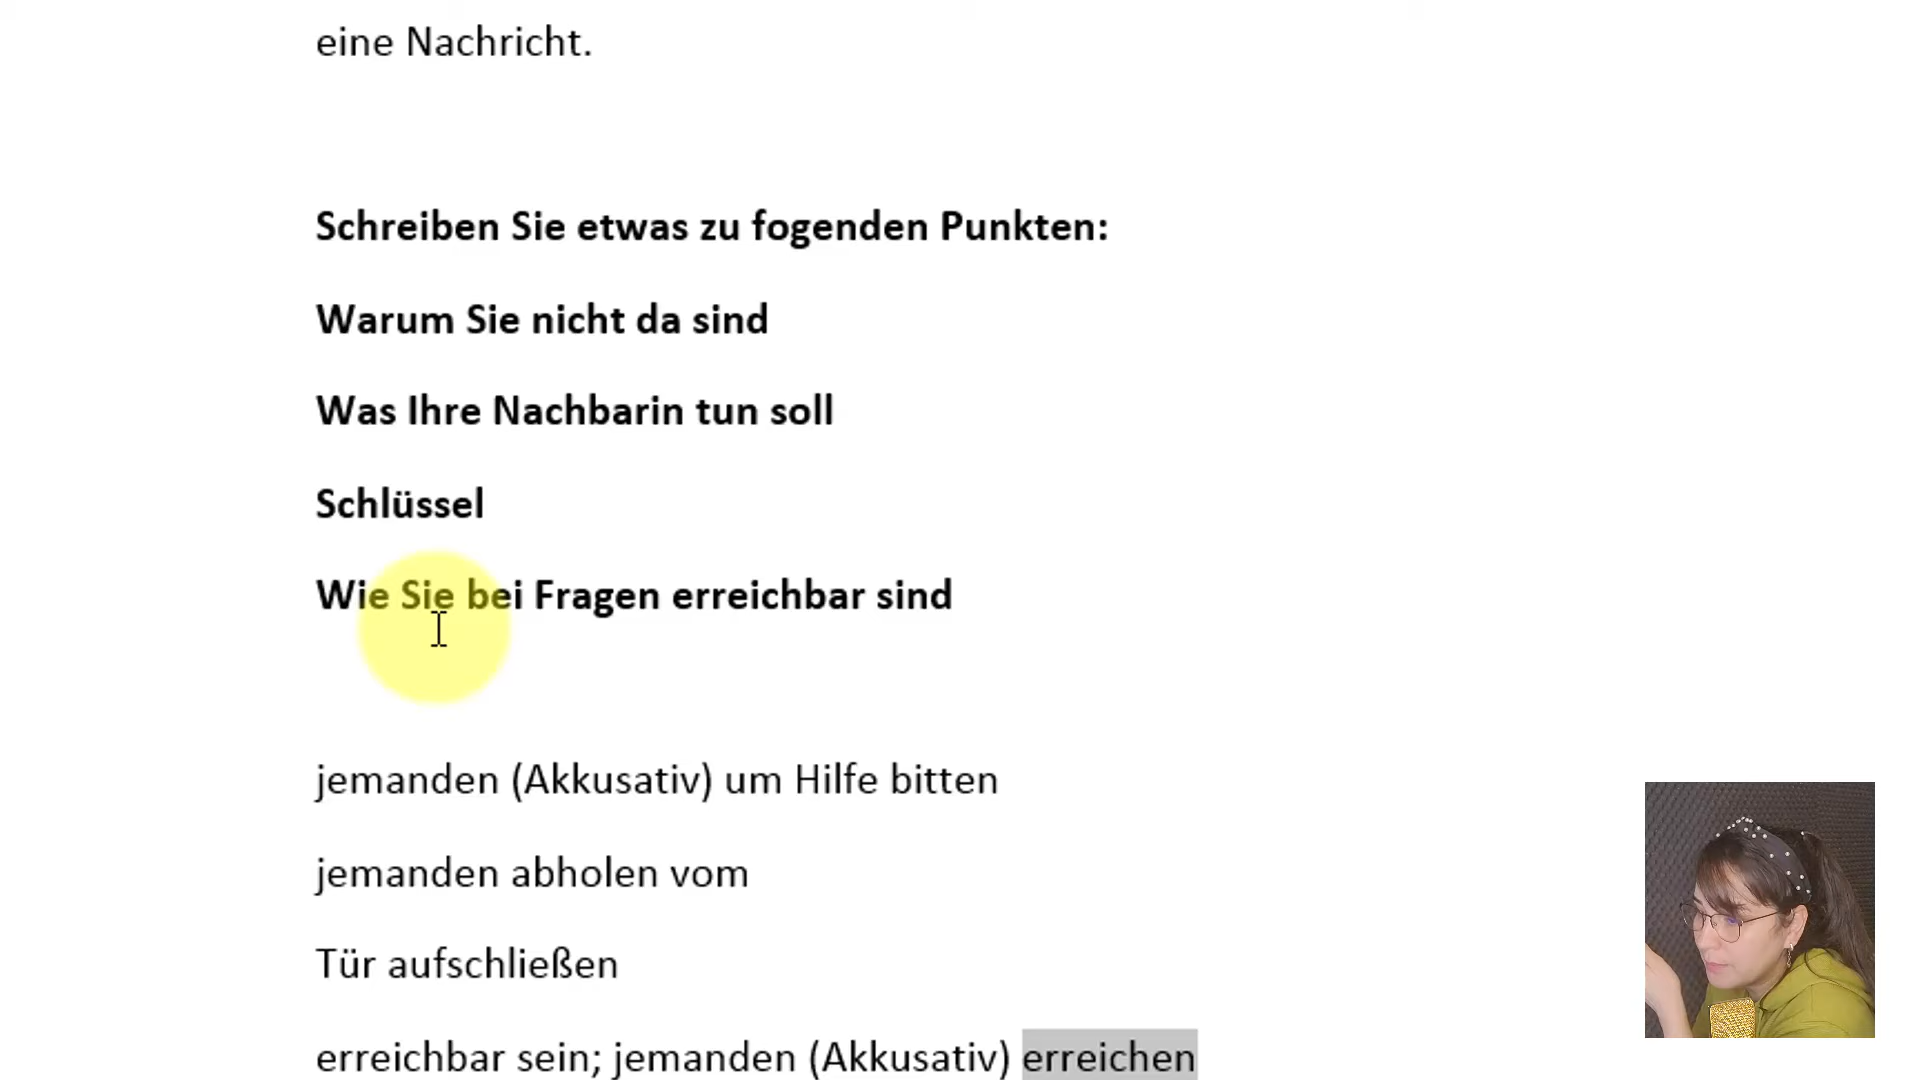 eine Nachricht.
Schreiben Sie etwas zu fogenden Punkten:
Warum Sie nicht da sind
Was Ihre Nachbarin tun soll
Schlüssel
Wie Sie bei Fragen erreichbar sind
jemanden (Akkusativ) um Hilfe bitten
jemanden abholen vom
Tür aufschließen
erreichbar sein; jemanden (Akkusativ) erreichen